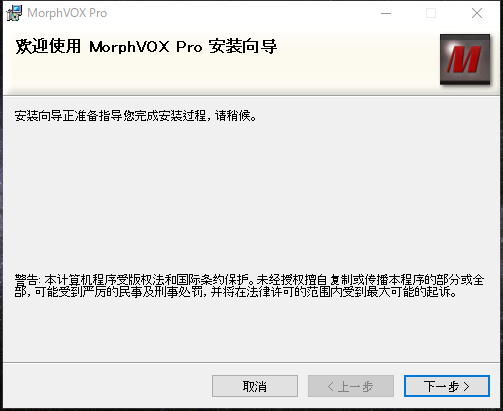 MorphVOX Pro
欢迎使用 MorphVOX Pro 安装向导
M
安装向导正准备指导您完成安装过程, 请稍候。
警告: 本计算机程序受版权法和国际条约保护。未经授权擅自复制或传播本程序的部分或全
部, 可能受到严厉的民事及刑事处罚, 并将在法律许可的范围内受到最大可能的起诉。
取消
< 上一步
下一步 >